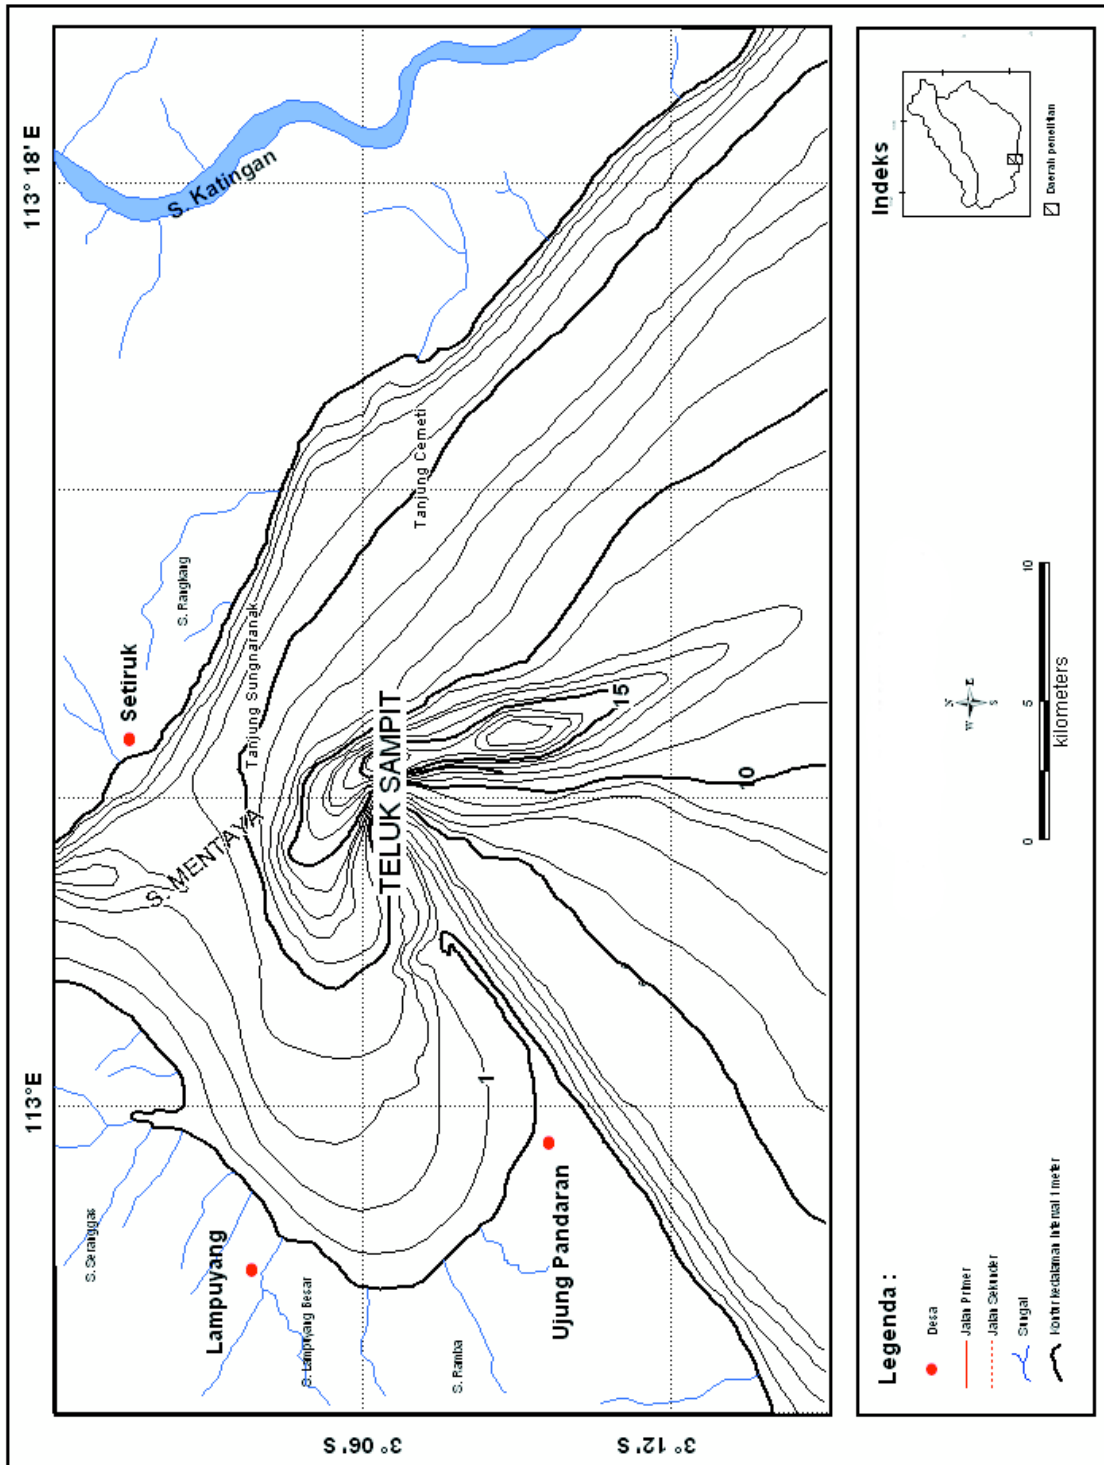 113°E
113° 18' E
3° 06' S
3° 12' S
S. Katingan
Setiruk
S. Rangkang
S. MENTAYA
Tanjung Sungnaranak
Tanjung Cemeti
TELUK SAMPIT
15
10
1
S. Seranggas
Lampuyang
S. Lampuyang Besar
S. Ramba
Ujung Pandaran
Legenda :
Desa
Jalan Primer
Jalan Sekunder
Sungai
Kontur kedalaman Interval 1 meter
N
E
S
W
0 5 10
kilometers
Indeks
Daerah penelitian